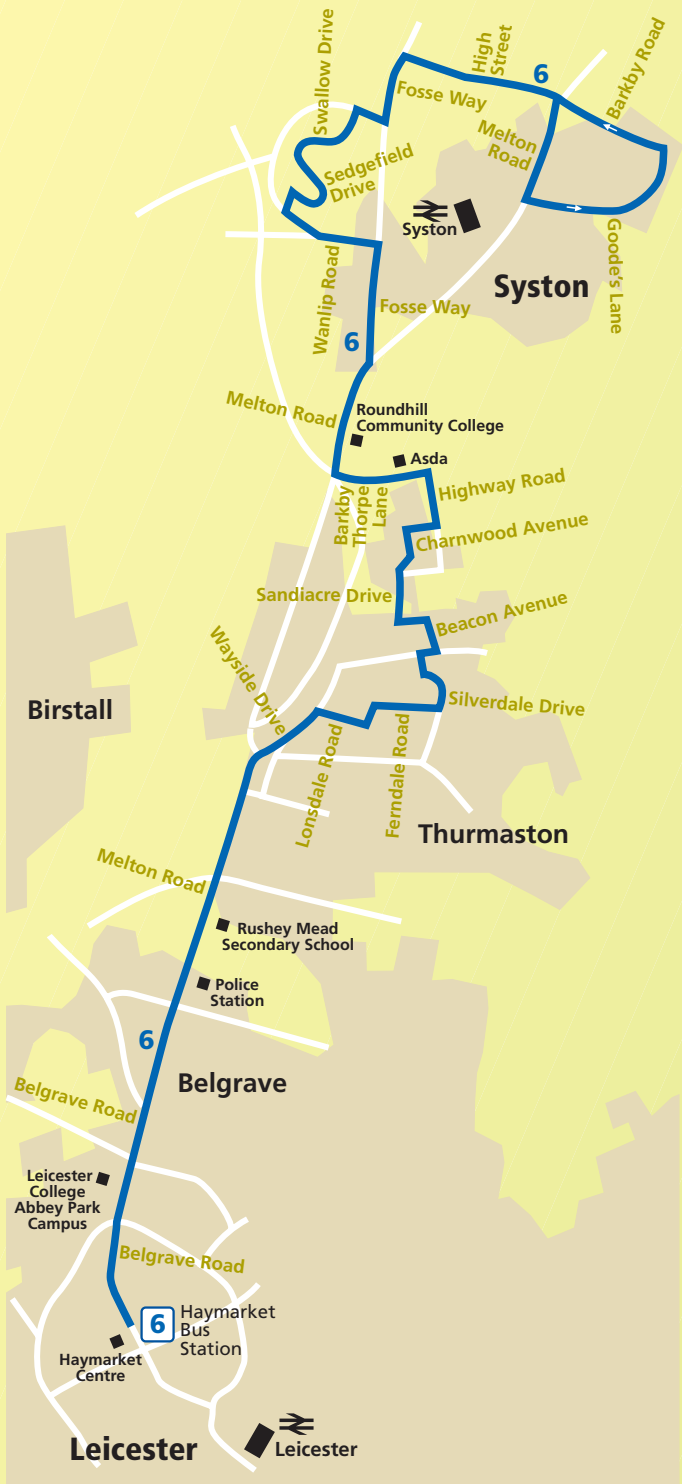 Swallow Drive
High
Street
6
Barkby Road
Fosse Way
Melton
Road
Sedgefield
Drive
Syston
Goode's Lane
Syston
Wanlip Road
Fosse Way
6
Melton Road
Roundhill
Community College
Asda
Highway Road
Barkby
Thorpe
Lane
Charnwood Avenue
Sandiacre Drive
Beacon Avenue
Wayside Drive
Birstall
Silverdale Drive
Lonsdale Road
Ferndale Road
Thurmaston
Melton Road
Rushey Mead
Secondary School
Police
Station
6
Belgrave
Belgrave Road
Leicester
College
Abbey Park
Campus
Belgrave Road
6
Haymarket
Bus
Station
Haymarket
Centre
Leicester
Leicester